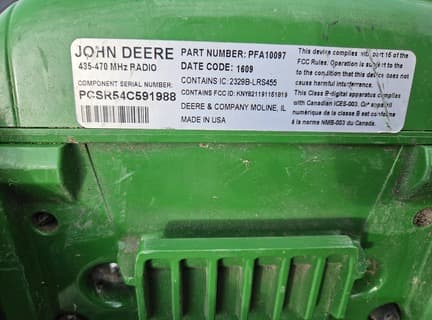 JOHN DEERE
435-470 MHz RADIO
COMPONENT SERIAL NUMBER:
PCSR54C591988
PART NUMBER: PFA10097
DATE CODE: 1609
CONTAINS IC: 2329B-LRS455
CONTAINS FCC ID: KNYB21191151819
DEERE & COMPANY MOLINE, IL
MADE IN USA
This device complies with part 15 of the
FCC Rules. Operation is subject to
to the condition that this device does not
cause harmful interference.
This Class B digital apparatus complies
with Canadian ICES-003. Cet appareil
numérique de la classe B est conforme
à la norme NMB-003 du Canada.